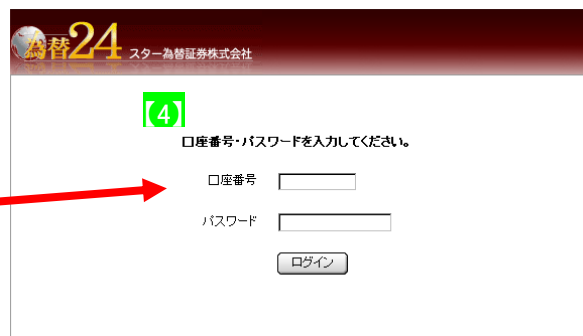 為替24 スター為替証券株式会社
【4】
口座番号・パスワードを入力してください。
口座番号
パスワード
ログイン